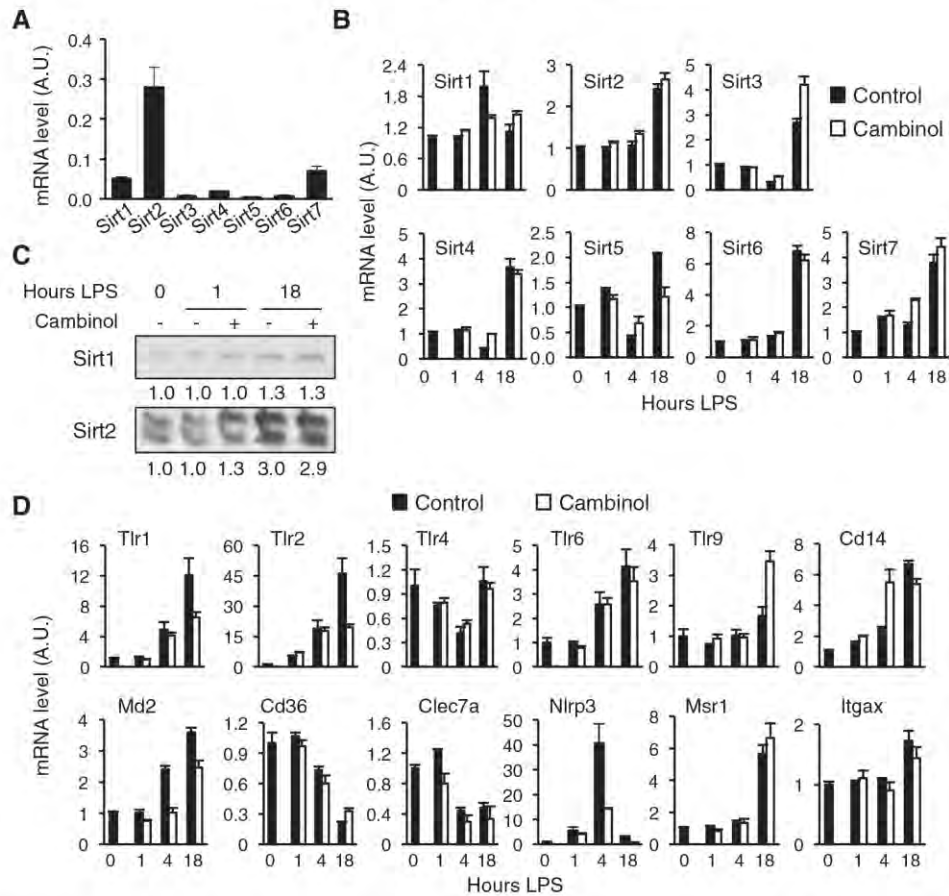 A
mRNA level (A.U.)
0.4
0.3
0.2
0.1
0.0
Sirt1
Sirt2
Sirt3
Sirt4
Sirt5
Sirt6
Sirt7
B
mRNA level (A.U.)
Sirt1
2.4
1.8
1.2
0.6
0
Sirt2
3
2
1
0
Sirt3
5
4
3
2
1
0
Control
Cambinol
Sirt4
5
4
3
2
1
0
0 1 4 18
Sirt5
2.5
2.0
1.5
1.0
0.5
0.0
0 1 4 18
Sirt6
8
6
4
2
0
0 1 4 18
Sirt7
5
4
3
2
1
0
0 1 4 18
Hours LPS
C
Hours LPS 0 1 18
Cambinol - - + - +
Sirt1
1.0 1.0 1.0 1.3 1.3
Sirt2
1.0 1.0 1.3 3.0 2.9
D
Control Cambinol
mRNA level (A.U.)
Tlr1
16
12
8
4
0
Tlr2
60
45
30
15
0
Tlr4
1.5
1.2
0.9
0.6
0.3
0
Tlr6
5
4
3
2
1
0
Tlr9
4
3
2
1
0
Cd14
8
6
4
2
0
Md2
4
3
2
1
0
0 1 4 18
Cd36
1.2
0.9
0.6
0.3
0
0 1 4 18
Clec7a
1.6
1.2
0.8
0.4
0
0 1 4 18
Nlrp3
50
40
30
20
10
0
0 1 4 18
Msr1
8
6
4
2
0
0 1 4 18
Itgax
2
1
0
0 1 4 18
Hours LPS